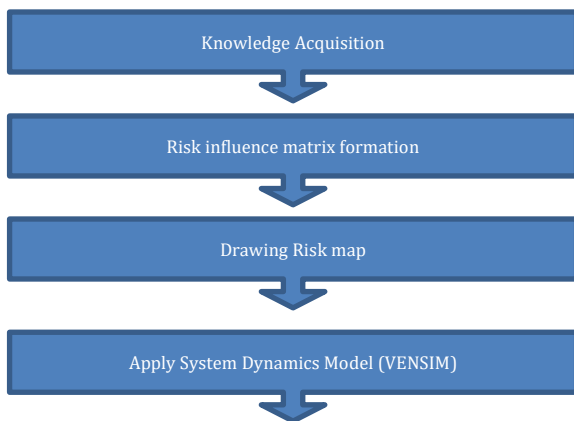 Knowledge Acquisition
Risk influence matrix formation
Drawing Risk map
Apply System Dynamics Model (VENSIM)